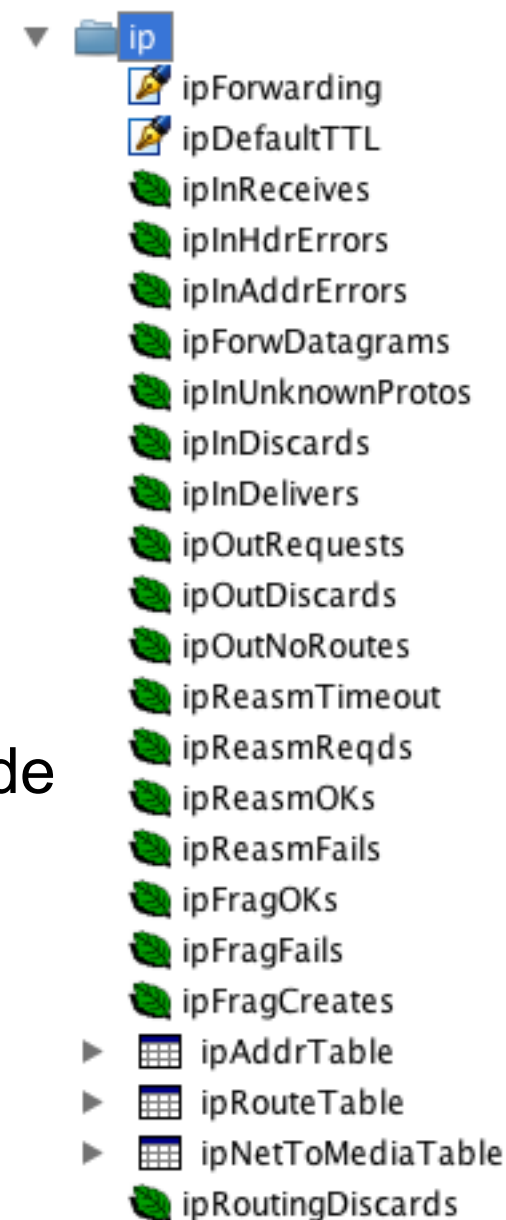 ip
ipForwarding
ipDefaultTTL
ipInReceives
ipInHdrErrors
ipInAddrErrors
ipForwDatagrams
ipInUnknownProtos
ipInDiscards
ipInDelivers
ipOutRequests
ipOutDiscards
ipOutNoRoutes
ipReasmTimeout
ipReasmReqds
de
ipReasmOKs
ipReasmFails
ipFragOKs
ipFragFails
ipFragCreates
ipAddrTable
ipRouteTable
ipNetToMediaTable
ipRoutingDiscards